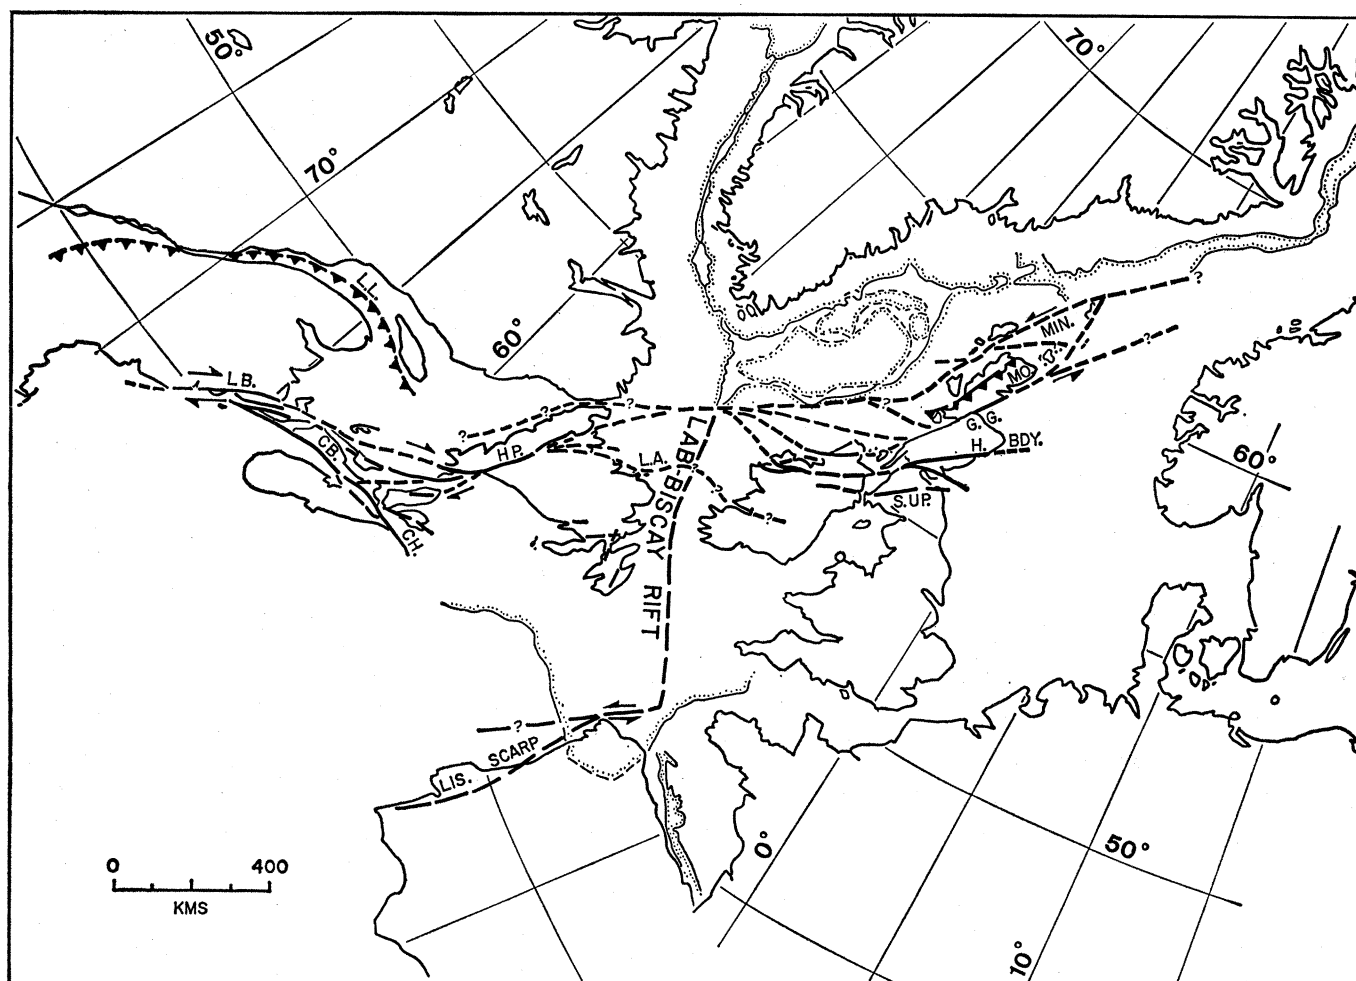 50°
70°
70°
L.I.
60°
?
MIN.
L.B.
MO.
?
?
?
?
?
C.B.
H.P.
L.A.
G.G.
H. BDY.
60°
?
?
S.UP.
CH.
LAB BISCAY RIFT
?
SCARP
LIS.
0 400
KMS
0°
50°
10°